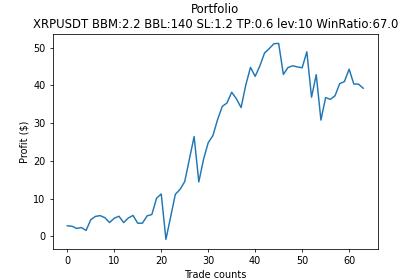 Portfolio
XRPUSDT BBM:2.2 BBL:140 SL:1.2 TP:0.6 lev:10 WinRatio:67.0
50
40
30
20
10
0
Profit ($)
0 10 20 30 40 50 60
Trade counts